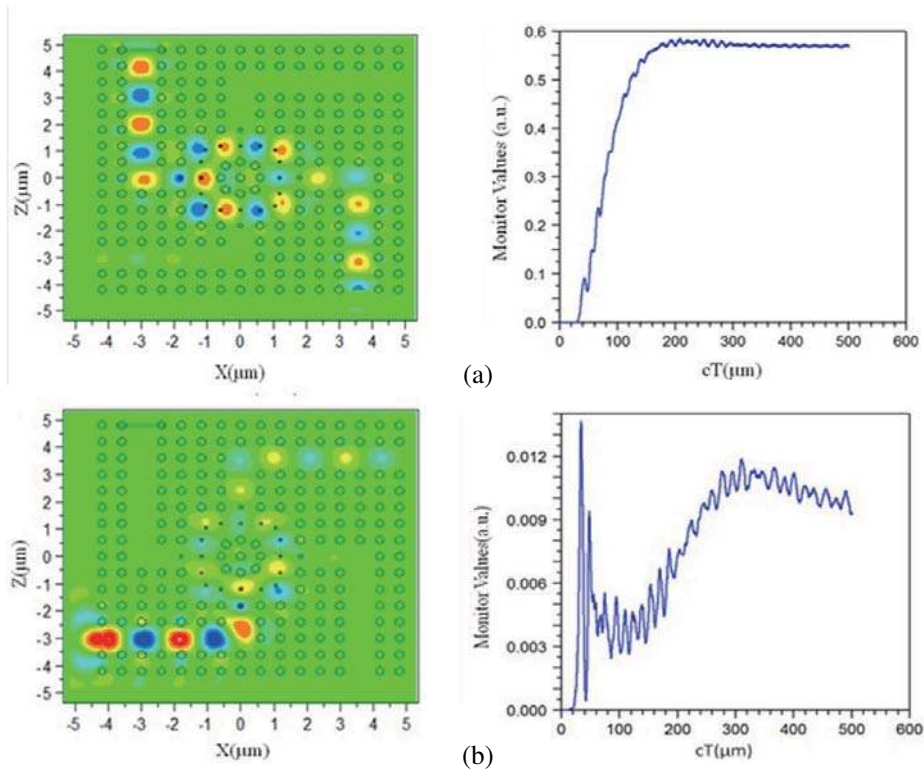 5
4
3
2
1
0
-1
-2
-3
-4
-5
Z(μm)
-5 -4 -3 -2 -1 0 1 2 3 4 5
X(μm)
0.6
0.5
0.4
0.3
0.2
0.1
0.0
Monitor Values (a.u.)
0 100 200 300 400 500 600
cT(μm)
(a)
5
4
3
2
1
0
-1
-2
-3
-4
-5
Z(μm)
-5 -4 -3 -2 -1 0 1 2 3 4 5
X(μm)
0.012
0.009
0.006
0.003
0.000
Monitor Values(a.u.)
0 100 200 300 400 500 600
cT(μm)
(b)